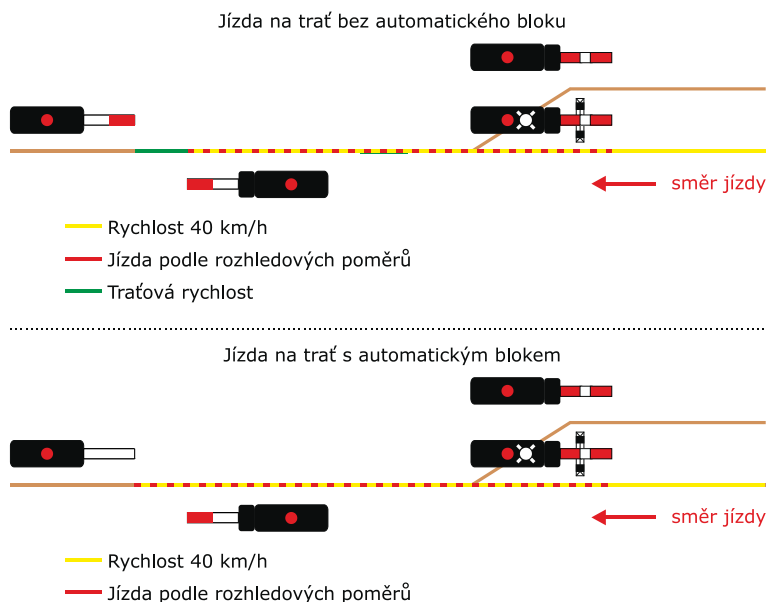 Jízda na trať bez automatického bloku
směr jízdy
Rychlost 40 km/h
Jízda podle rozhledových poměrů
Traťová rychlost
Jízda na trať s automatickým blokem
směr jízdy
Rychlost 40 km/h
Jízda podle rozhledových poměrů